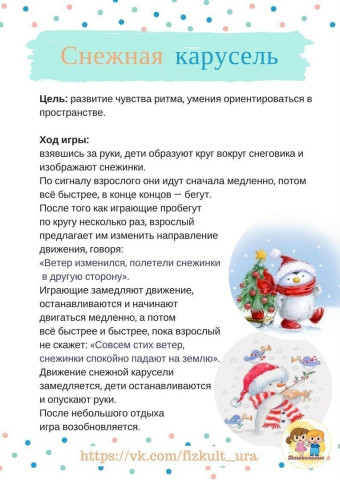 Снежная карусель
Цель: развитие чувства ритма, умения ориентироваться в
пространстве.
Ход игры:
взявшись за руки, дети образуют круг вокруг снеговика и
изображают снежинки.
По сигналу взрослого они идут сначала медленно, потом
всё быстрее, в конце концов — бегут.
После того как играющие пробегут
по кругу несколько раз, взрослый
предлагает им изменить направление
движения, говоря:
«Ветер изменился, полетели снежинки
в другую сторону».
Играющие замедляют движение,
останавливаются и начинают
двигаться медленно, а потом
всё быстрее и быстрее, пока взрослый
не скажет: «Совсем стих ветер,
снежинки спокойно падают на землю».
Движение снежной карусели
замедляется, дети останавливаются
и опускают руки.
После небольшого отдыха
игра возобновляется.
https://vk.com/fizkult_ura